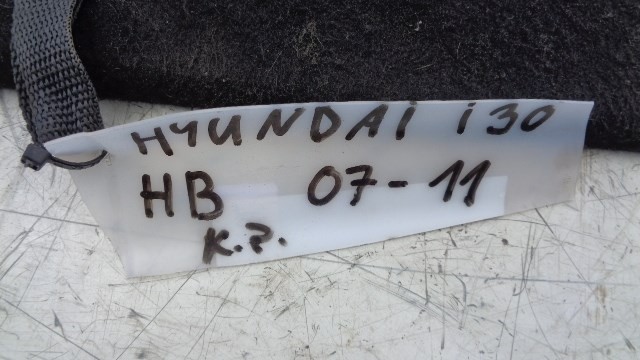 HYUNDAI i30
HB 07-11
K.?.